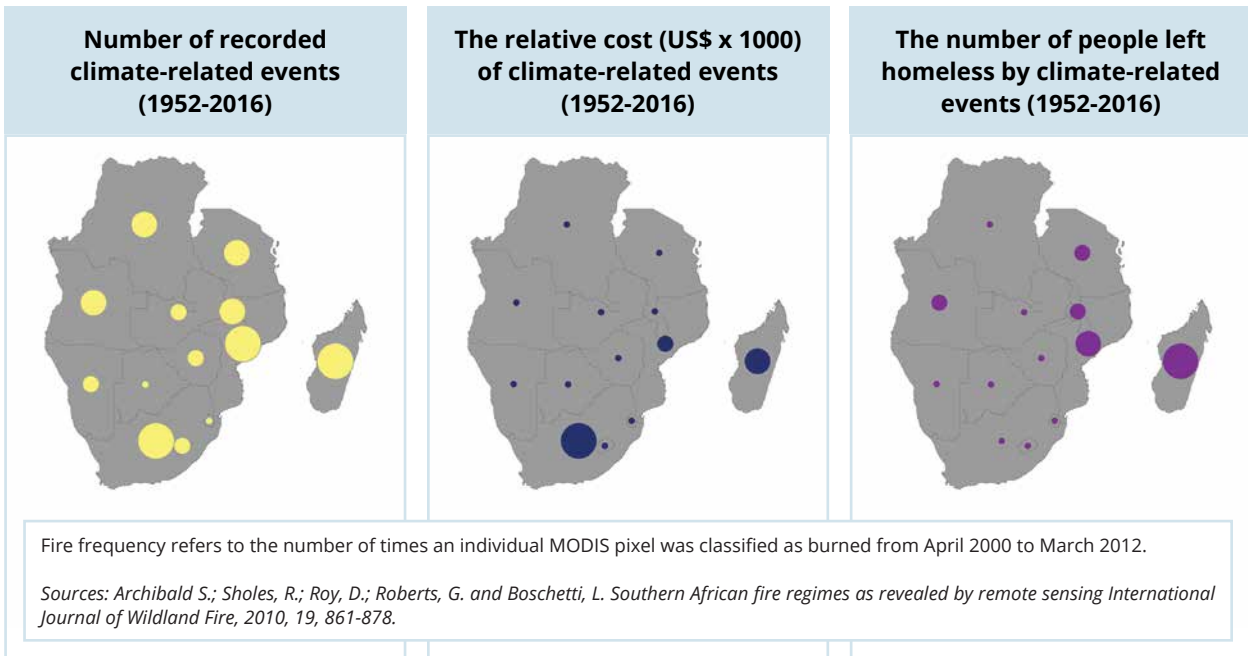 Number of recorded
climate-related events
(1952-2016)
The relative cost (US$ x 1000)
of climate-related events
(1952-2016)
The number of people left
homeless by climate-related
events (1952-2016)
Fire frequency refers to the number of times an individual MODIS pixel was classified as burned from April 2000 to March 2012.
Sources: Archibald S.; Sholes, R.; Roy, D.; Roberts, G. and Boschetti, L. Southern African fire regimes as revealed by remote sensing International
Journal of Wildland Fire, 2010, 19, 861-878.